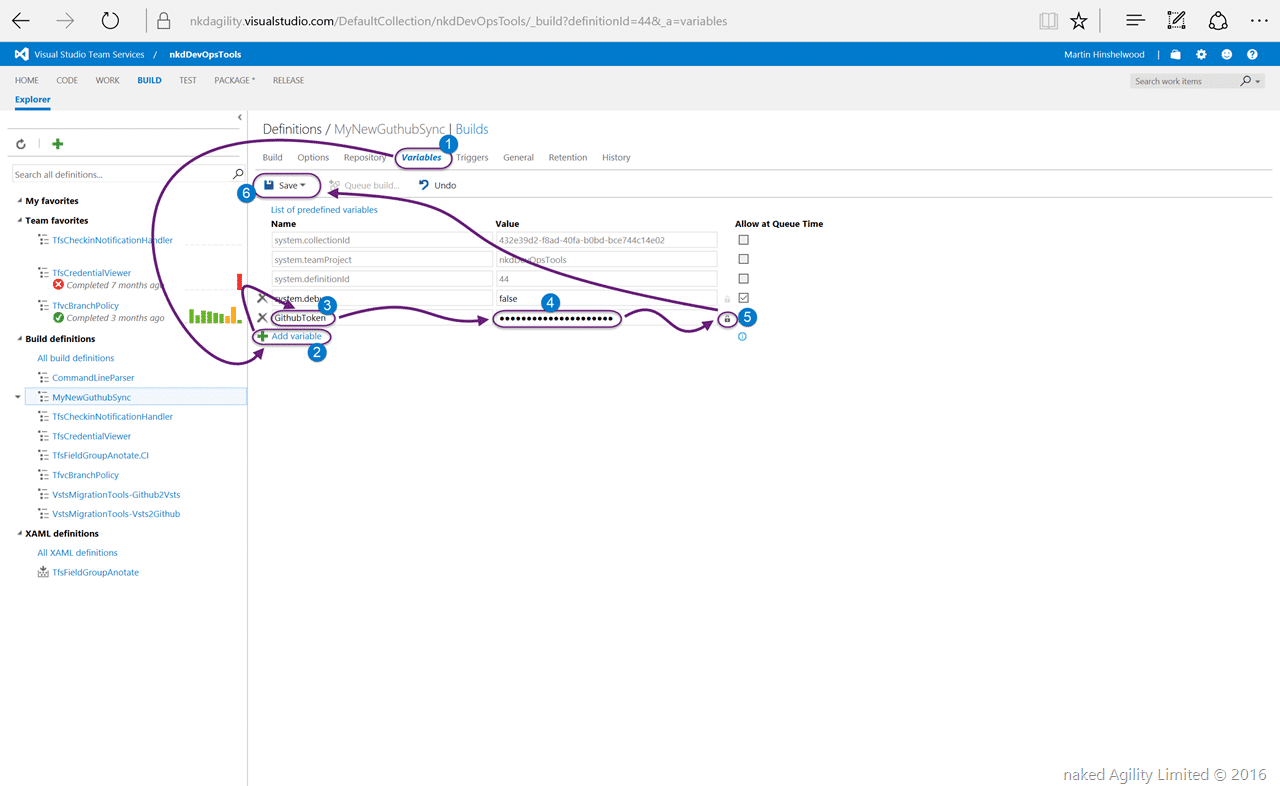 nkdagility.visualstudio.com/DefaultCollection/nkdDevOpsTools/_build?definitionId=44&_a=variables
Visual Studio Team Services / nkdDevOpsTools
Martin Hinshelwood
HOME CODE WORK BUILD TEST PACKAGE * RELEASE
Search work items
Explorer
Search all definitions...
My favorites
Team favorites
TfsCheckinNotificationHandler
TfsCredentialViewer
Completed 7 months ago
TfvcBranchPolicy
Completed 3 months ago
Build definitions
All build definitions
CommandLineParser
MyNewGuthubSync
TfsCheckinNotificationHandler
TfsCredentialViewer
TfsFieldGroupAnotate.CI
TfvcBranchPolicy
VstsMigrationTools-Github2Vsts
VstsMigrationTools-Vsts2Github
XAML definitions
All XAML definitions
TfsFieldGroupAnotate
Definitions / MyNewGuthubSync | Builds
1
Build Options Repository Variables Triggers General Retention History
6 Save Queue build... Undo
List of predefined variables
Name Value Allow at Queue Time
system.collectionId 432e39d2-f8ad-40fa-b0bd-bce744c14e02
system.teamProject nkdDevOpsTools
system.definitionId 44
system.debug false
3 4 5
GithubToken ••••••••••••••••••••
Add variable
2
naked Agility Limited © 2016